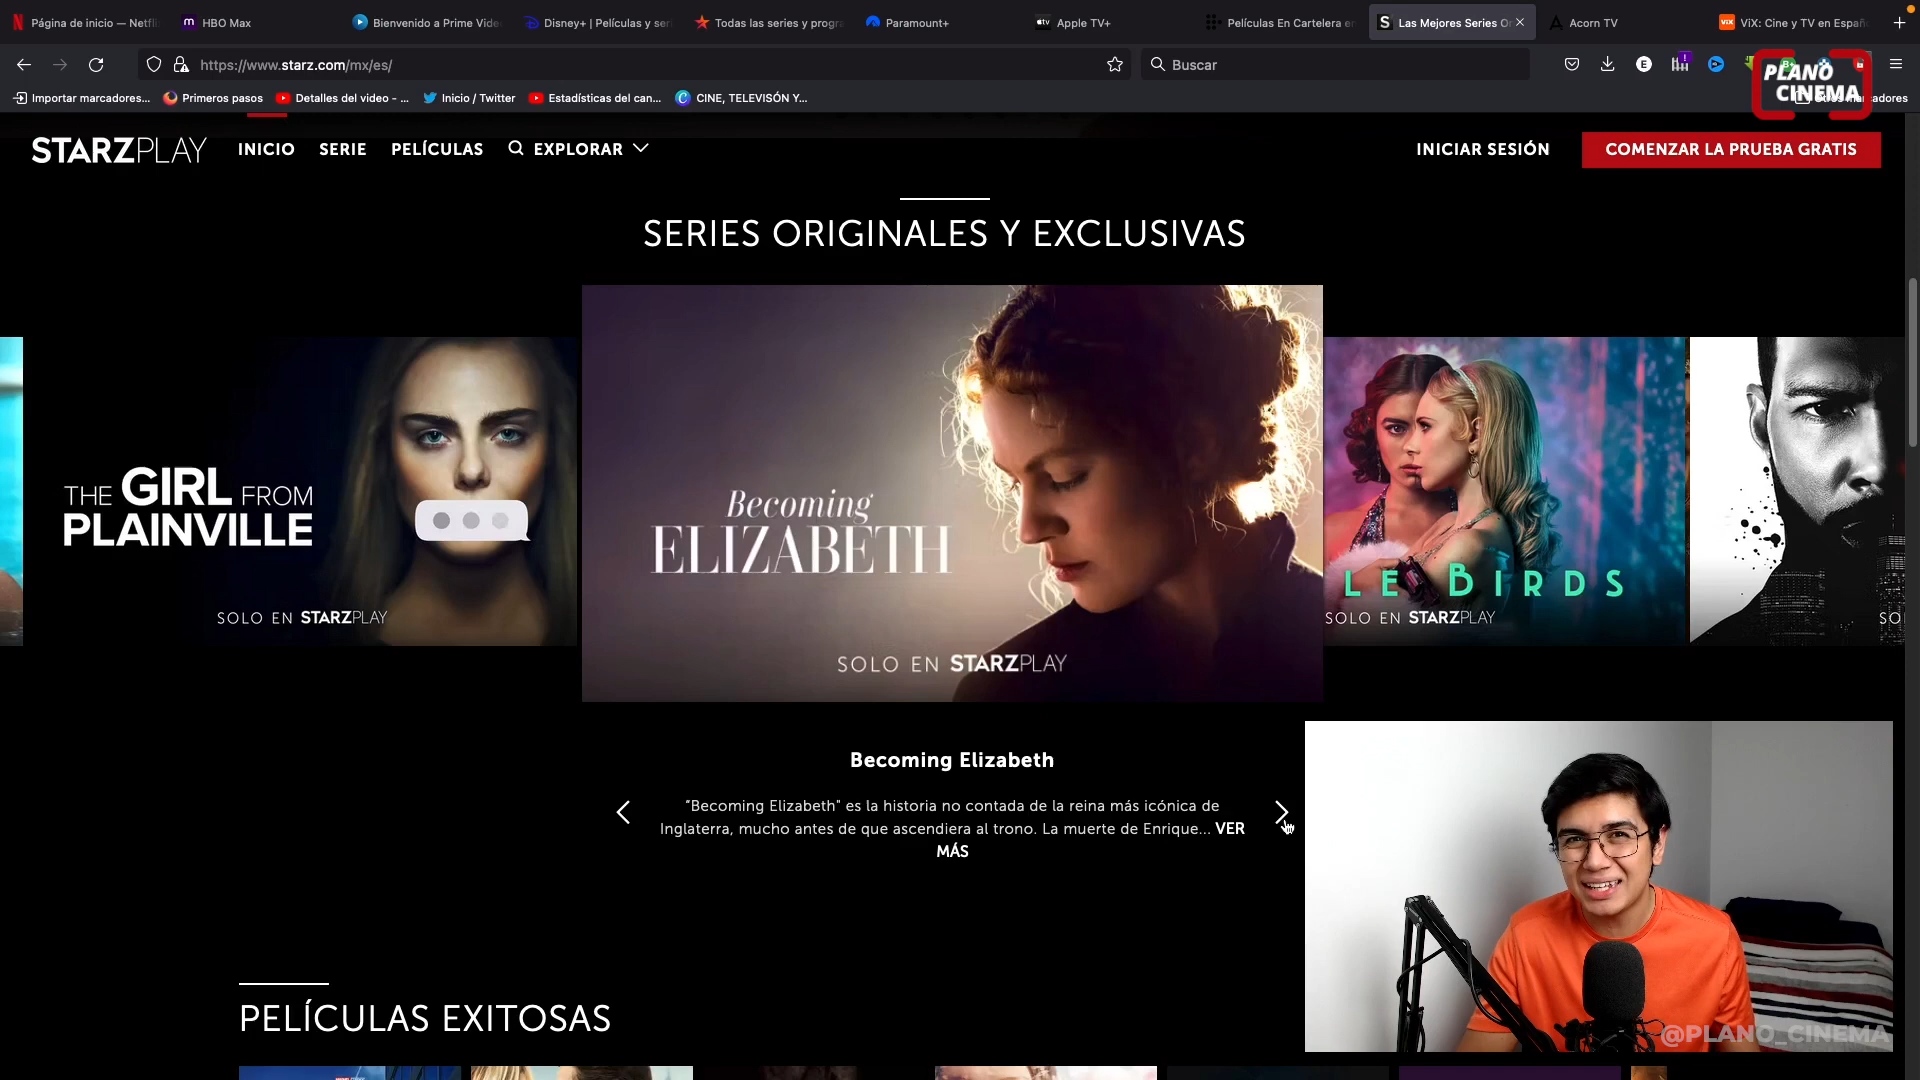 Página de inicio — Netfli
HBO Max
Bienvenido a Prime Vide
Disney+ | Películas y seri
Todas las series y progra
Paramount+
Apple TV+
Películas En Cartelera en
Las Mejores Series Or
Acorn TV
ViX: Cine y TV en Españ
https://www.starz.com/mx/es/
Buscar
PLANO
CINEMA
Importar marcadores...
Primeros pasos
Detalles del video - ...
Inicio / Twitter
Estadísticas del can...
CINE, TELEVISÓN Y...
STARZPLAY
INICIO
SERIE
PELÍCULAS
EXPLORAR
INICIAR SESIÓN
COMENZAR LA PRUEBA GRATIS
SERIES ORIGINALES Y EXCLUSIVAS
THE GIRL FROM
PLAINVILLE
SOLO EN STARZPLAY
Becoming
ELIZABETH
SOLO EN STARZPLAY
LE BIRDS
SOLO EN STARZPLAY
SO
Becoming Elizabeth
"Becoming Elizabeth" es la historia no contada de la reina más icónica de
Inglaterra, mucho antes de que ascendiera al trono. La muerte de Enrique... VER
MÁS
PELÍCULAS EXITOSAS
@PLANO_CINEMA